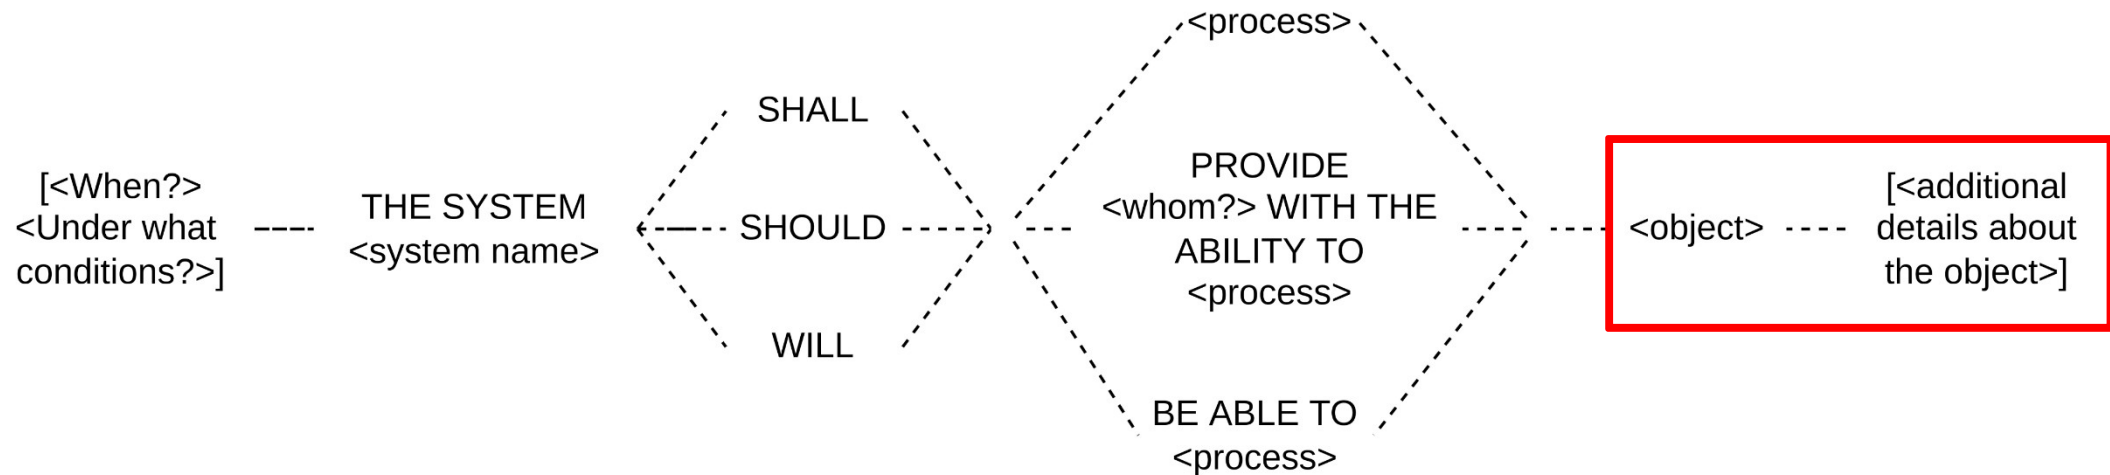 [<When?>
<Under what
conditions?>]
THE SYSTEM
<system name>
SHALL
SHOULD
WILL
<process>
PROVIDE
<whom?> WITH THE
ABILITY TO
<process>
BE ABLE TO
<process>
<object>
[<additional
details about
the object>]